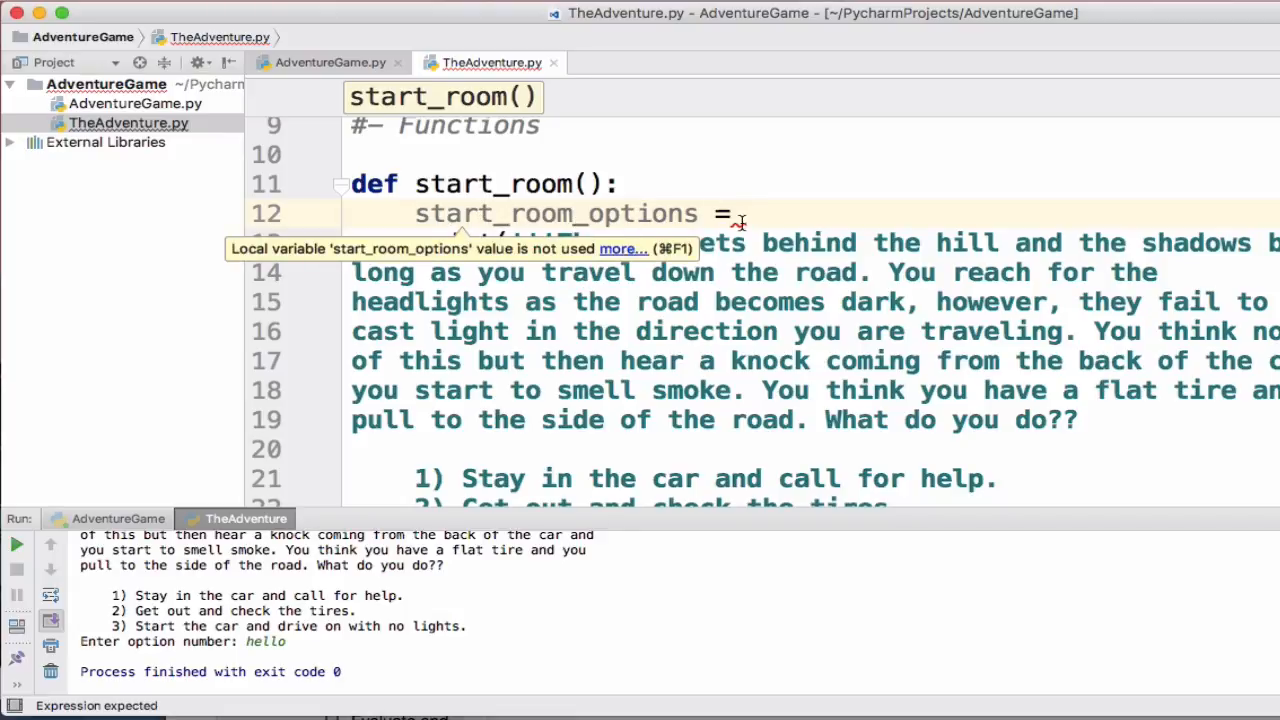 TheAdventure.py - AdventureGame - [~/PycharmProjects/AdventureGame]
AdventureGame
TheAdventure.py
Project
AdventureGame.py
TheAdventure.py
AdventureGame ~/Pycharm
AdventureGame.py
TheAdventure.py
External Libraries
start_room()
9 #- Functions
10
11 def start_room():
12 start_room_options =
Local variable 'start_room_options' value is not used more... (⌘F1)
ets behind the hill and the shadows b
14 long as you travel down the road. You reach for the
15 headlights as the road becomes dark, however, they fail to
16 cast light in the direction you are traveling. You think no
17 of this but then hear a knock coming from the back of the c
18 you start to smell smoke. You think you have a flat tire an
19 pull to the side of the road. What do you do??
20
21 1) Stay in the car and call for help.
22 2) Get out and check the tires.
Run: AdventureGame TheAdventure
of this but then hear a knock coming from the back of the car and
you start to smell smoke. You think you have a flat tire and you
pull to the side of the road. What do you do??
1) Stay in the car and call for help.
2) Get out and check the tires.
3) Start the car and drive on with no lights.
Enter option number: hello
Process finished with exit code 0
Expression expected